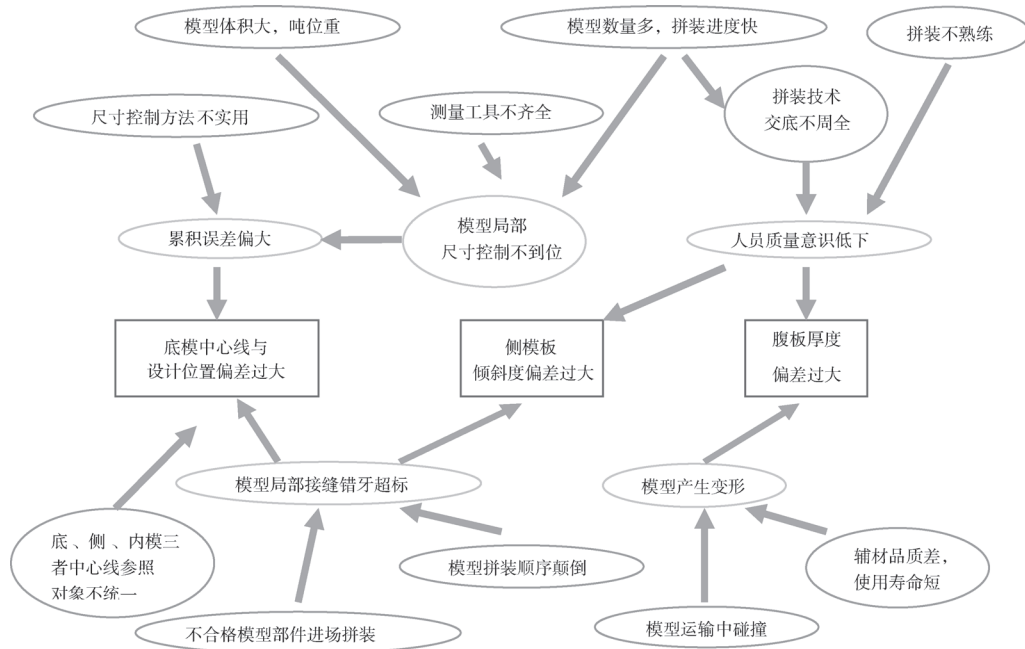 模型体积大，吨位重
模型数量多，拼装进度快
拼装不熟练
尺寸控制方法不实用
测量工具不齐全
拼装技术
交底不周全
累积误差偏大
模型局部
尺寸控制不到位
人员质量意识低下
底模中心线与
设计位置偏差过大
侧模板
倾斜度偏差过大
腹板厚度
偏差过大
模型局部接缝错牙超标
模型产生变形
底、侧、内模三
者中心线参照
对象不统一
模型拼装顺序颠倒
辅材品质差，
使用寿命短
不合格模型部件进场拼装
模型运输中碰撞